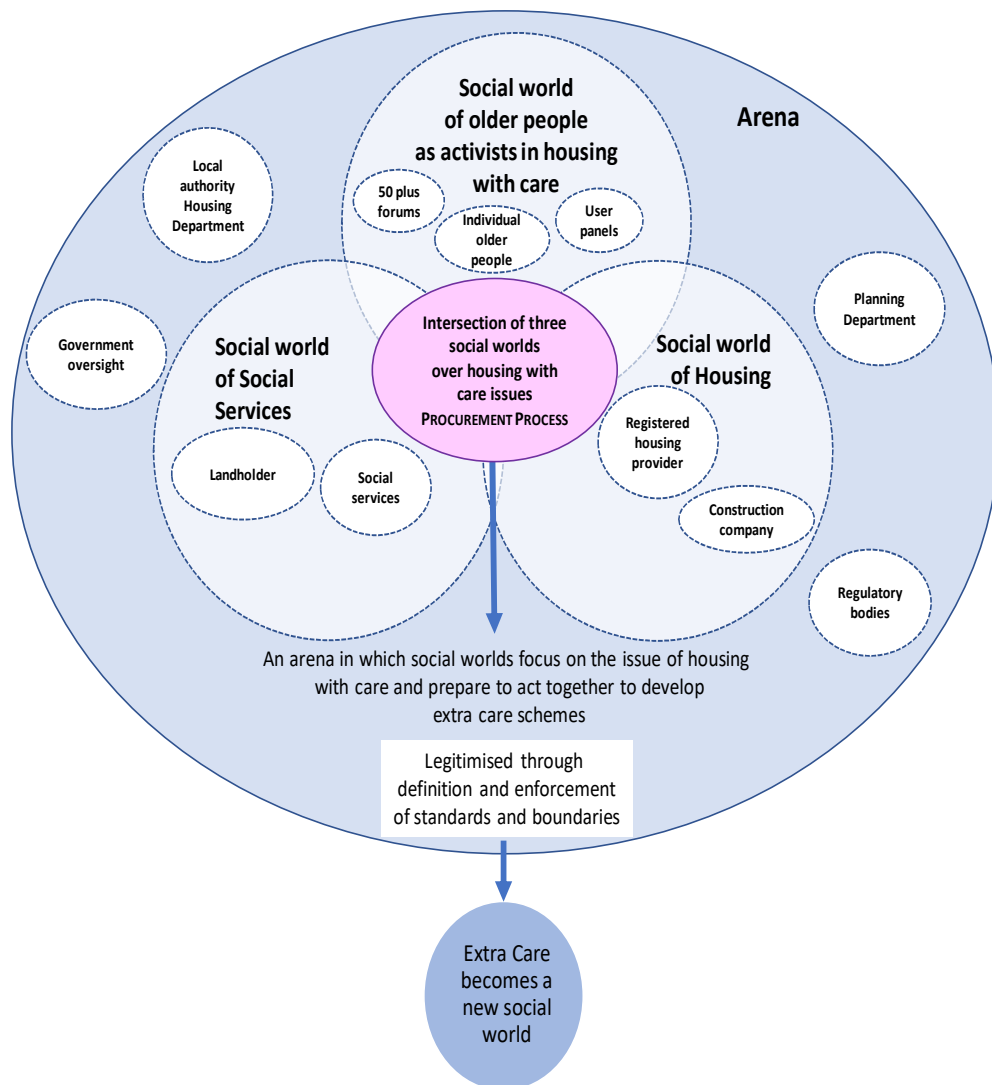 Social world
of older people
as activists in housing
with care
Arena
Local
authority
Housing
Department
50 plus
forums
Individual
older
people
User
panels
Government
oversight
Social world
of Social
Services
Intersection of three
social worlds
over housing with
care issues
PROCUREMENT PROCESS
Social world
of Housing
Planning
Department
Landholder
Social
services
Registered
housing
provider
Construction
company
Regulatory
bodies
An arena in which social worlds focus on the issue of housing
with care and prepare to act together to develop
extra care schemes
Legitimised through
definition and enforcement
of standards and boundaries
Extra Care
becomes a
new social
world